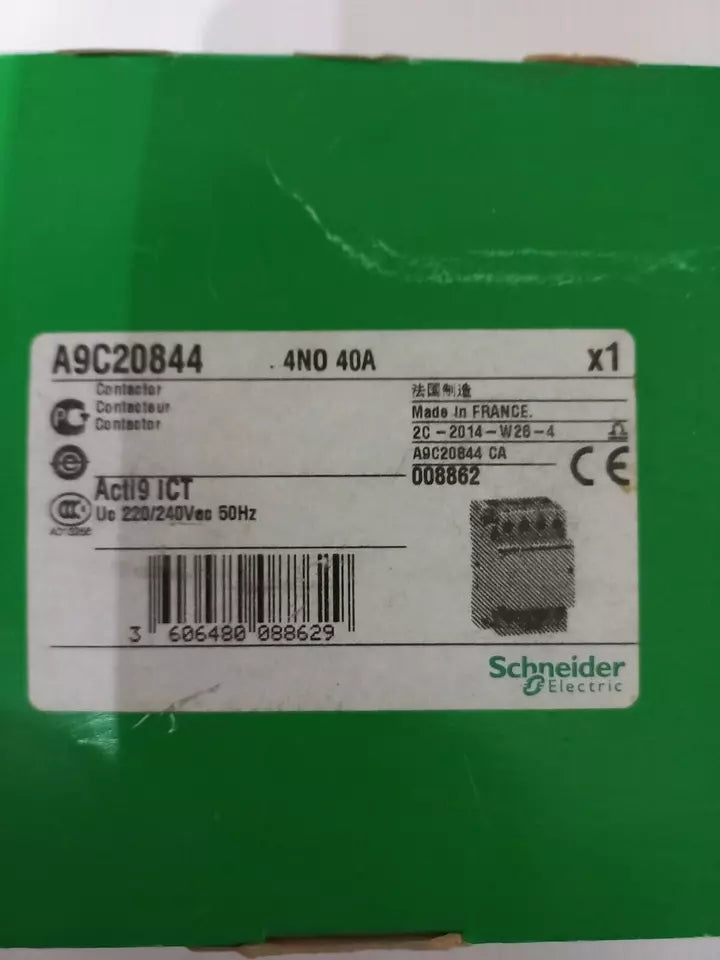 A9C20844 . 4NO 40A x1
Contactor
Contacteur
Contactor
法国制造
Made in FRANCE.
2C-2014-W26-4
A9C20844 CA
008862
CE
Acti9 iCT
Uc 220/240Vac 50Hz
3 606480 088629
Schneider
Electric